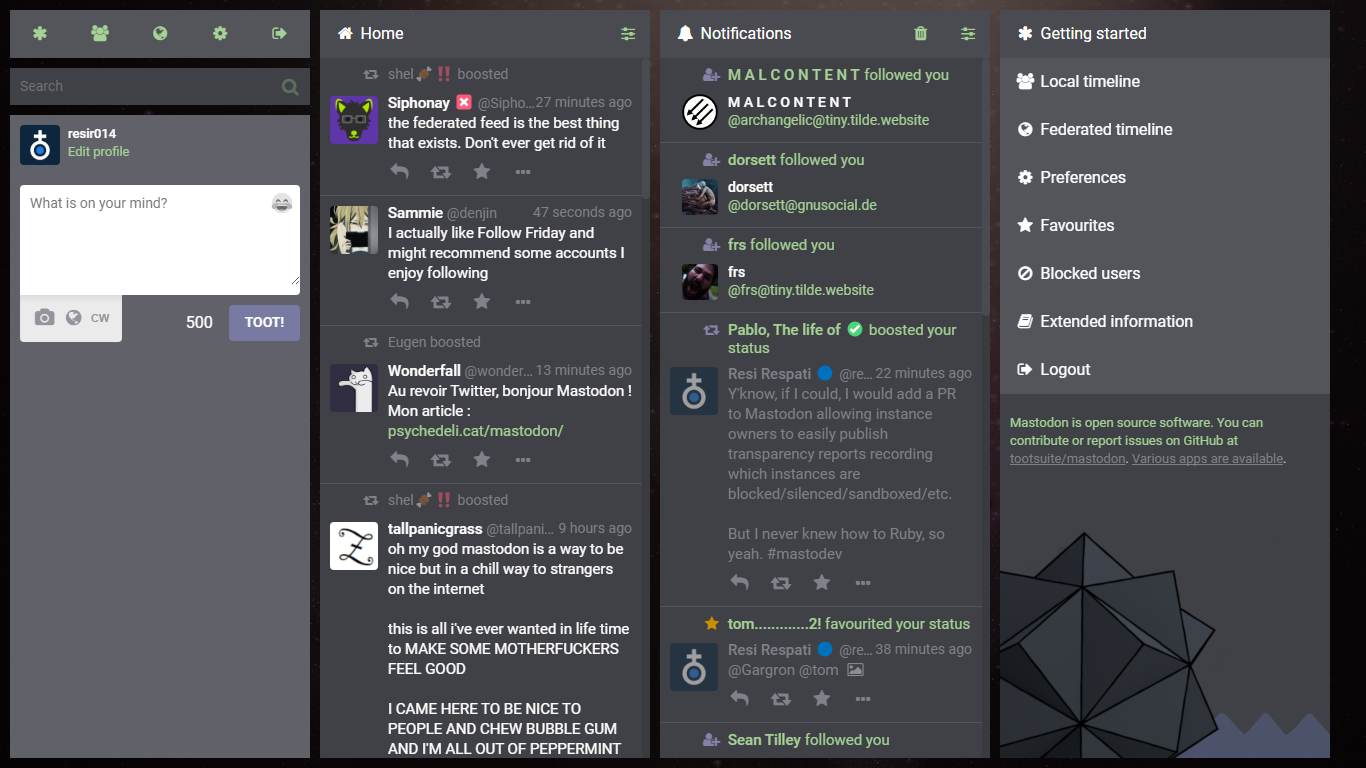 Search
resir014
Edit profile
What is on your mind?
CW
500
TOOT!
Home
shel 🍫 ‼️ boosted
Siphonay ❌ @Sipho... 27 minutes ago
the federated feed is the best thing
that exists. Don't ever get rid of it
Sammie @denjin 47 seconds ago
I actually like Follow Friday and
might recommend some accounts I
enjoy following
Eugen boosted
Wonderfall @wonder... 13 minutes ago
Au revoir Twitter, bonjour Mastodon !
Mon article :
psychedeli.cat/mastodon/
shel 🍫 ‼️ boosted
tallpanicgrass @tallpani... 9 hours ago
oh my god mastodon is a way to be
nice but in a chill way to strangers
on the internet
this is all i've ever wanted in life time
to MAKE SOME MOTHERFUCKERS
FEEL GOOD
I CAME HERE TO BE NICE TO
PEOPLE AND CHEW BUBBLE GUM
AND I'M ALL OUT OF PEPPERMINT
Notifications
M A L C O N T E N T followed you
M A L C O N T E N T
@archangelic@tiny.tilde.website
dorsett followed you
dorsett
@dorsett@gnusocial.de
frs followed you
frs
@frs@tiny.tilde.website
Pablo, The life of ✅ boosted your
status
Resi Respati 🔵 @re... 22 minutes ago
Y'know, if I could, I would add a PR
to Mastodon allowing instance
owners to easily publish
transparency reports recording
which instances are
blocked/silenced/sandboxed/etc.
But I never knew how to Ruby, so
yeah. #mastodev
tom.............2! favourited your status
Resi Respati 🔵 @re... 38 minutes ago
@Gargron @tom
Sean Tilley followed you
Getting started
Local timeline
Federated timeline
Preferences
Favourites
Blocked users
Extended information
Logout
Mastodon is open source software. You can
contribute or report issues on GitHub at
tootsuite/mastodon. Various apps are available.